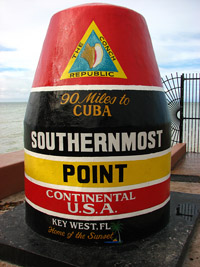 THE CONCH
REPUBLIC
90 Miles to
CUBA
SOUTHERNMOST
POINT
CONTINENTAL
U.S.A.
KEY WEST, FL
Home of the Sunset